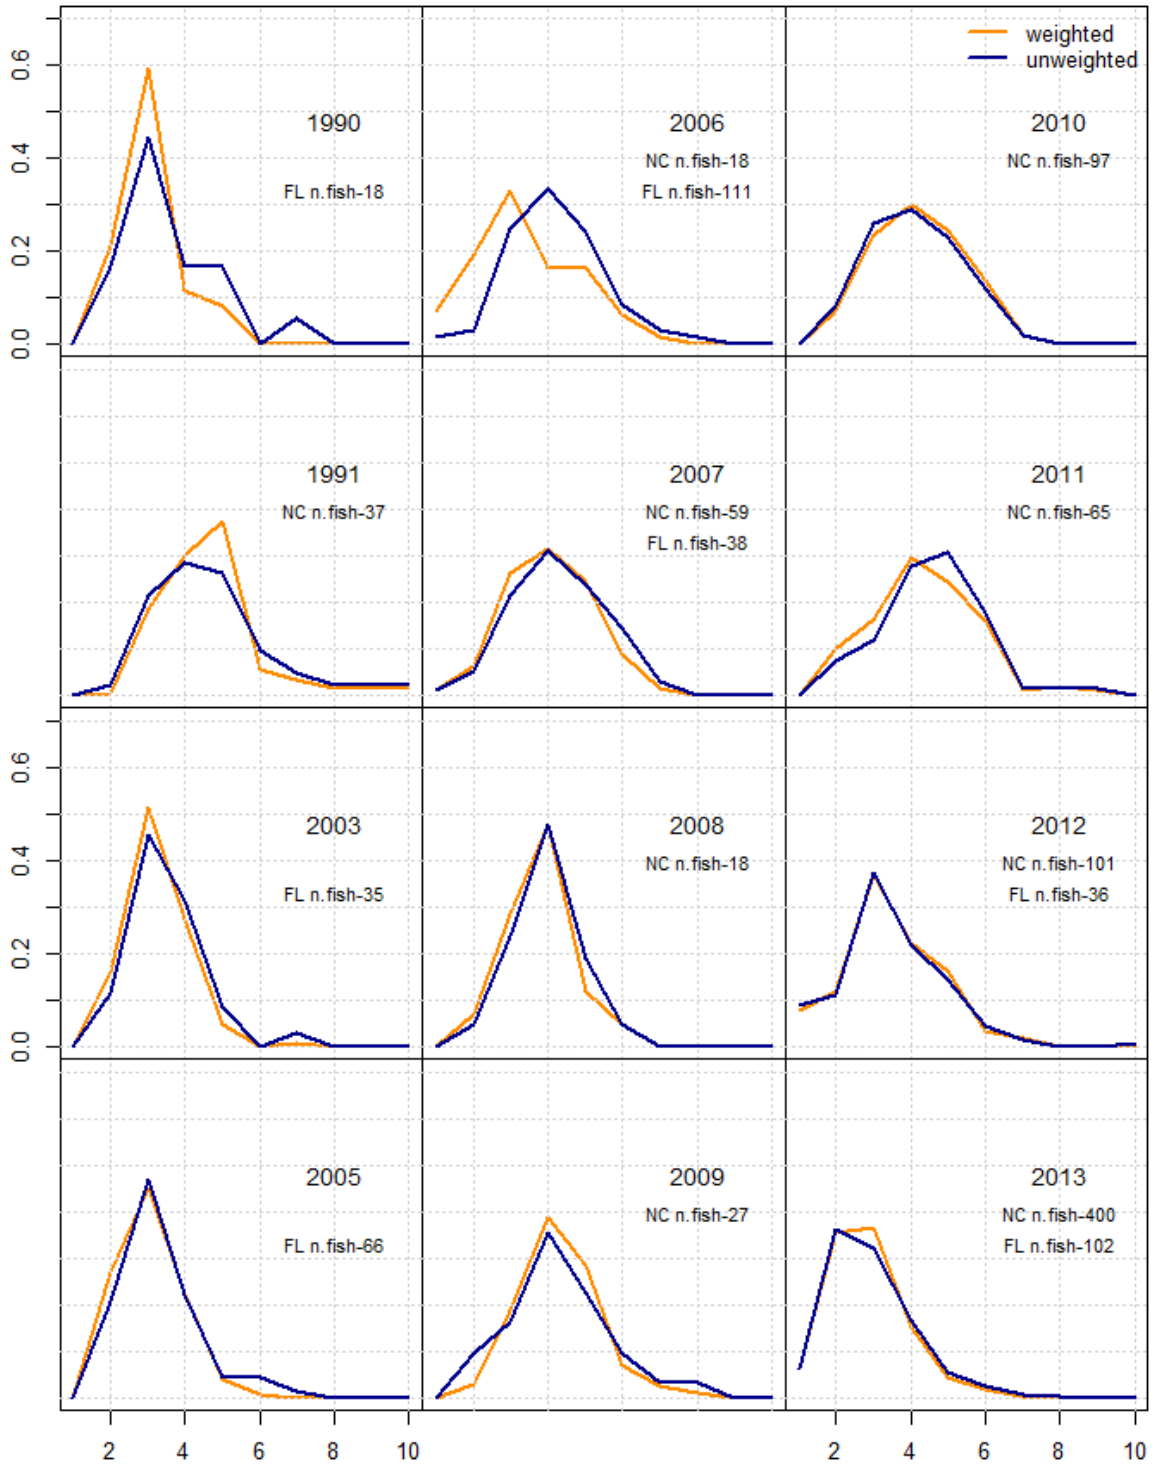 weighted
unweighted
0.6
0.4
0.2
0.0
1990
FL n.fish-18
2006
NC n.fish-18
FL n.fish-111
2010
NC n.fish-97
1991
NC n.fish-37
2007
NC n.fish-59
FL n.fish-38
2011
NC n.fish-65
0.6
0.4
0.2
0.0
2003
FL n.fish-35
2008
NC n.fish-18
2012
NC n.fish-101
FL n.fish-36
2005
FL n.fish-66
2009
NC n.fish-27
2013
NC n.fish-400
FL n.fish-102
2 4 6 8 10
2 4 6 8 10